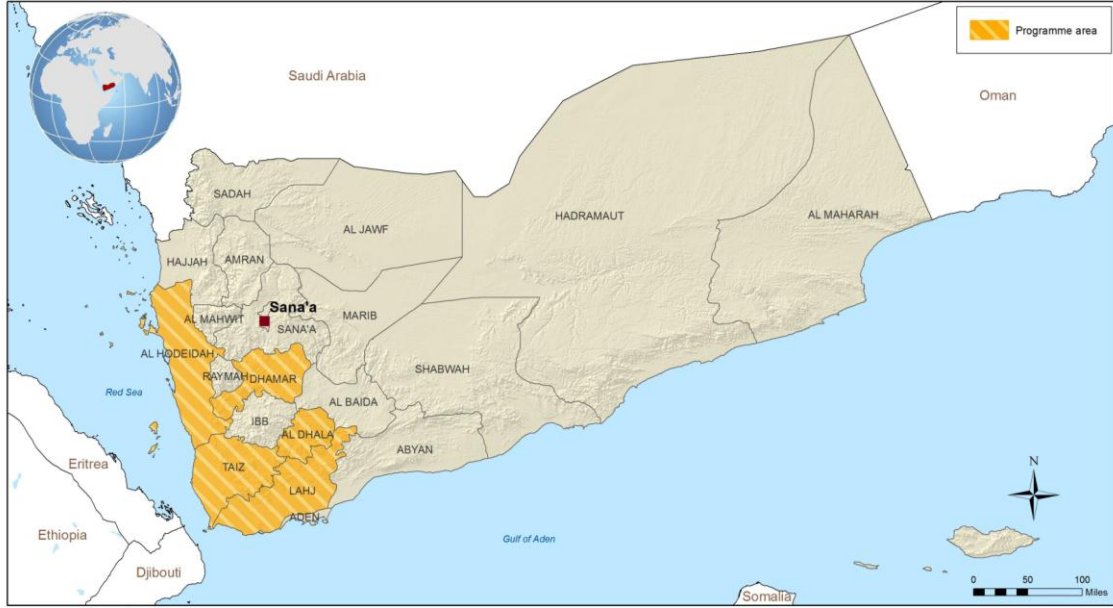 Programme area
Saudi Arabia
Oman
SADAH
AL JAWF
HADRAMAUT
AL MAHARAH
HAJJAH
AMRAN
Sana'a
AL MAHWIT
SANA'A
MARIB
AL HODEIDAH
RAYMAH
DHAMAR
SHABWAH
Red Sea
AL BAIDA
IBB
AL DHALA
ABYAN
Eritrea
TAIZ
LAHJ
ADEN
N
Ethiopia
Gulf of Aden
Djibouti
Somalia
0 50 100
Miles